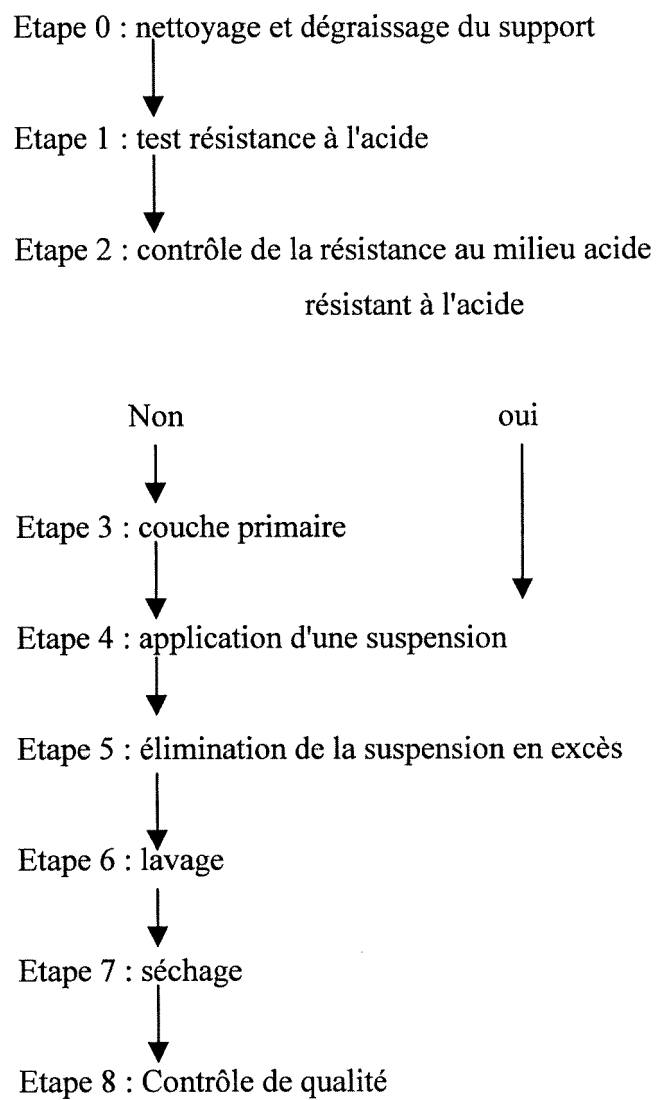 Etape 0 : nettoyage et dégraissage du support
Etape 1 : test résistance à l'acide
Etape 2 : contrôle de la résistance au milieu acide
résistant à l'acide
Non oui
Etape 3 : couche primaire
Etape 4 : application d'une suspension
Etape 5 : élimination de la suspension en excès
Etape 6 : lavage
Etape 7 : séchage
Etape 8 : Contrôle de qualité